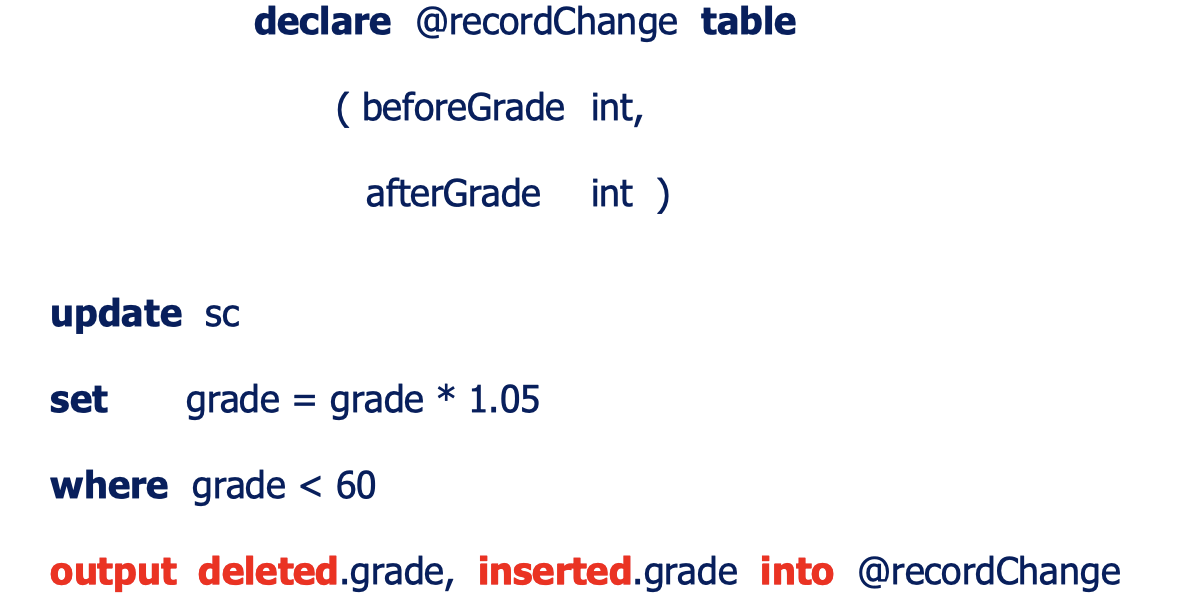 declare @recordChange table
( beforeGrade int,
afterGrade int )
update sc
set grade = grade * 1.05
where grade < 60
output deleted.grade, inserted.grade into @recordChange